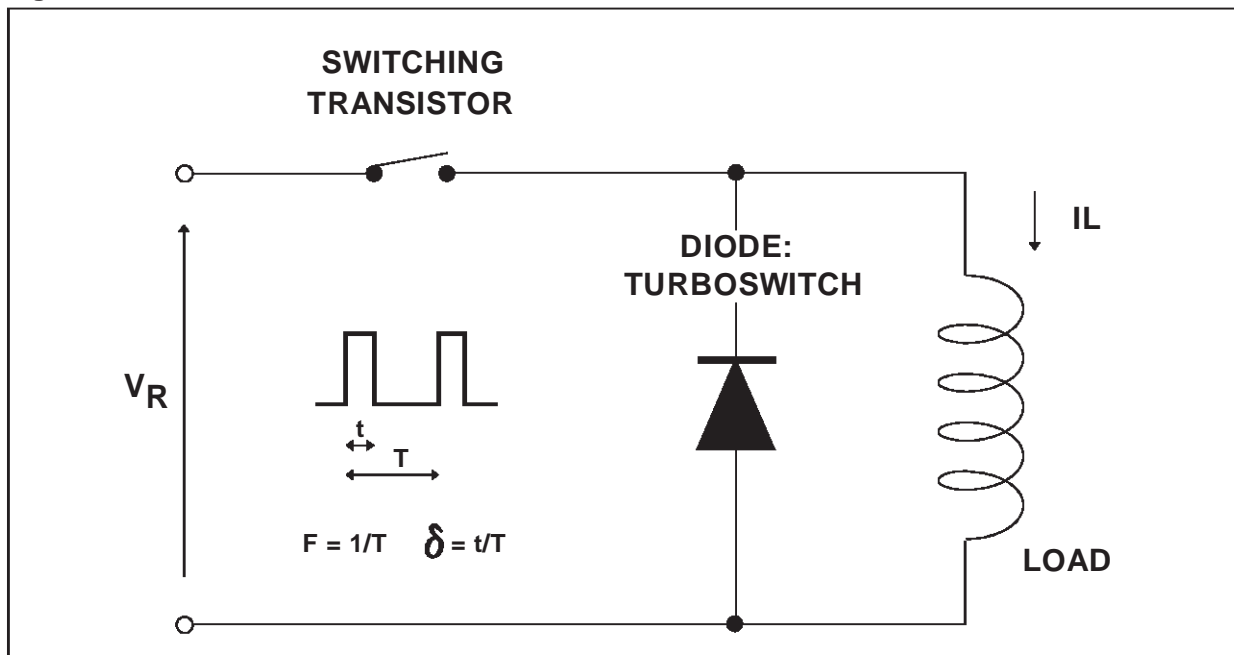 SWITCHING
TRANSISTOR
IL
DIODE:
TURBOSWITCH
VR
t
T
F = 1/T δ = t/T
LOAD